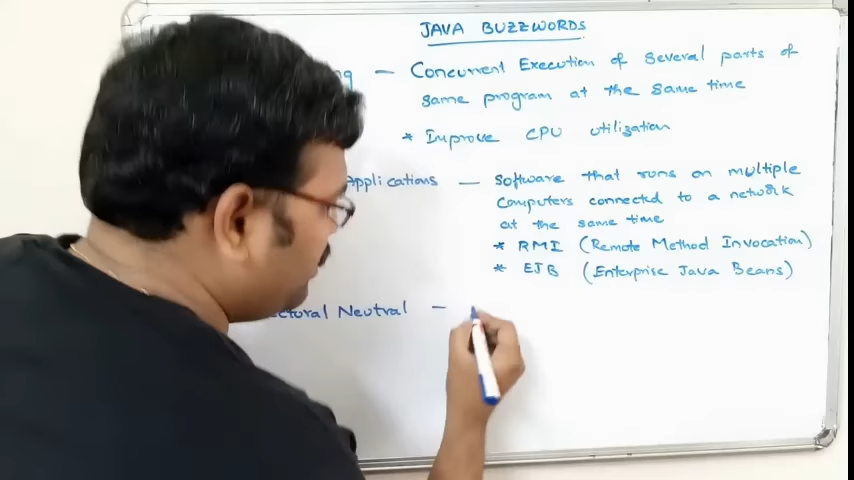 JAVA BUZZWORDS
— Concurrent Execution of several parts of
same program at the same time
* Improve CPU utilization
Applications — Software that runs on multiple
computers connected to a network
at the same time
* RMI (Remote Method Invocation)
* EJB (Enterprise Java Beans)
Neutral —